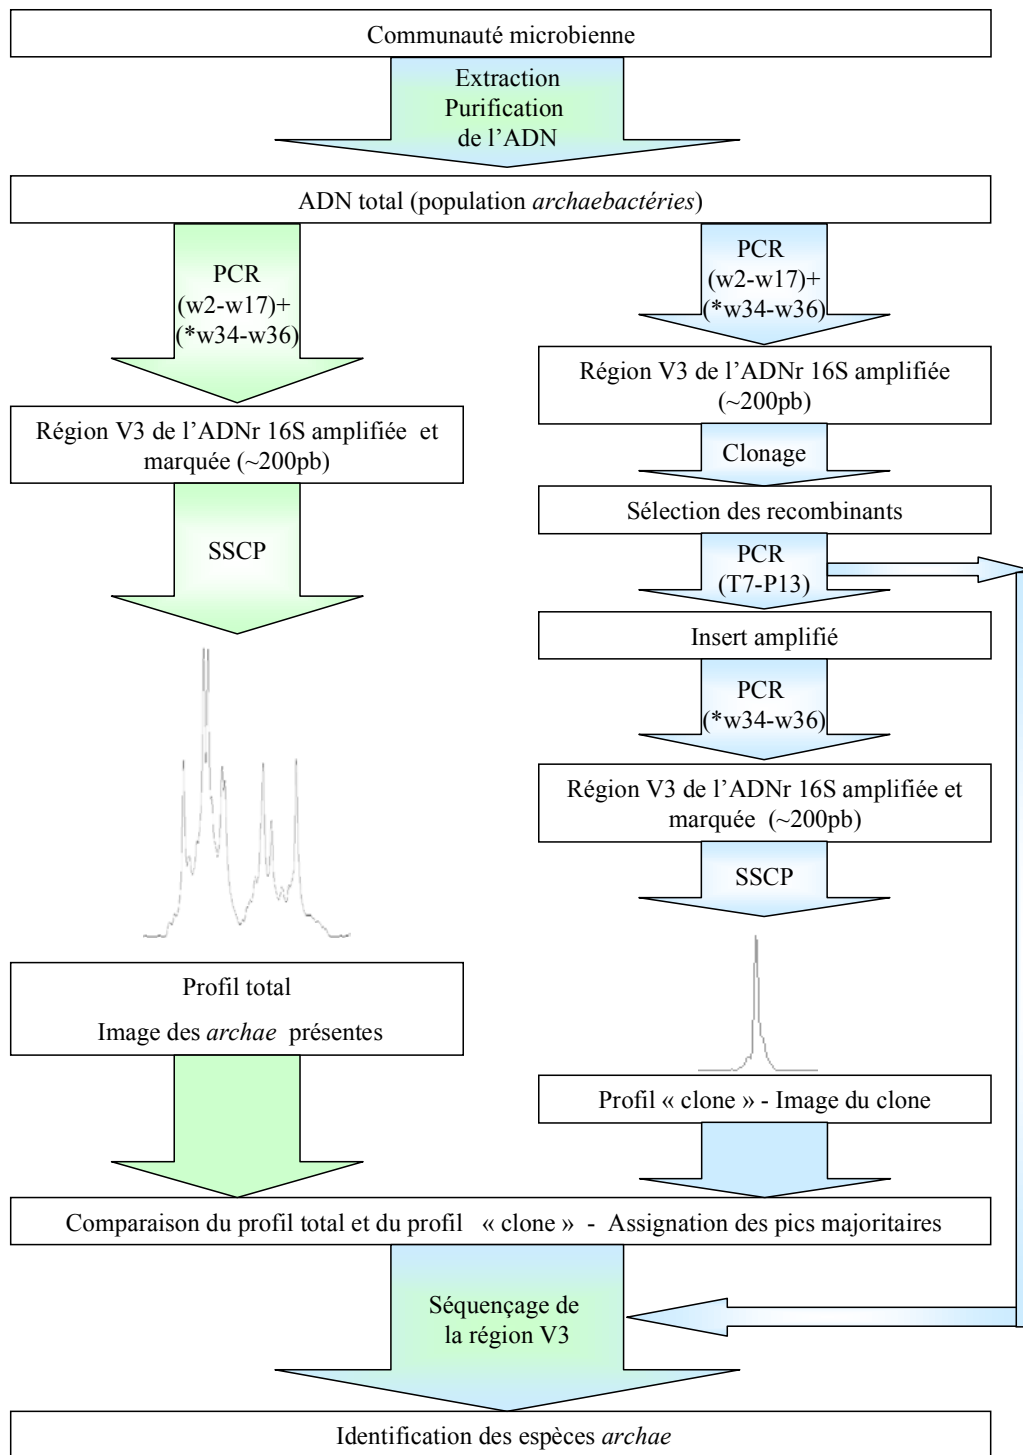 Communauté microbienne
Extraction
Purification
de l'ADN
ADN total (population archaebactéries)
PCR
(w2-w17)+
(*w34-w36)
Région V3 de l'ADNr 16S amplifiée et
marquée (~200pb)
SSCP
Profil total
Image des archae présentes
PCR
(w2-w17)+
(*w34-w36)
Région V3 de l'ADNr 16S amplifiée
(~200pb)
Clonage
Sélection des recombinants
PCR
(T7-P13)
Insert amplifié
PCR
(*w34-w36)
Région V3 de l'ADNr 16S amplifiée et
marquée (~200pb)
SSCP
Profil « clone » - Image du clone
Comparaison du profil total et du profil « clone » - Assignation des pics majoritaires
Séquençage de
la région V3
Identification des espèces archae